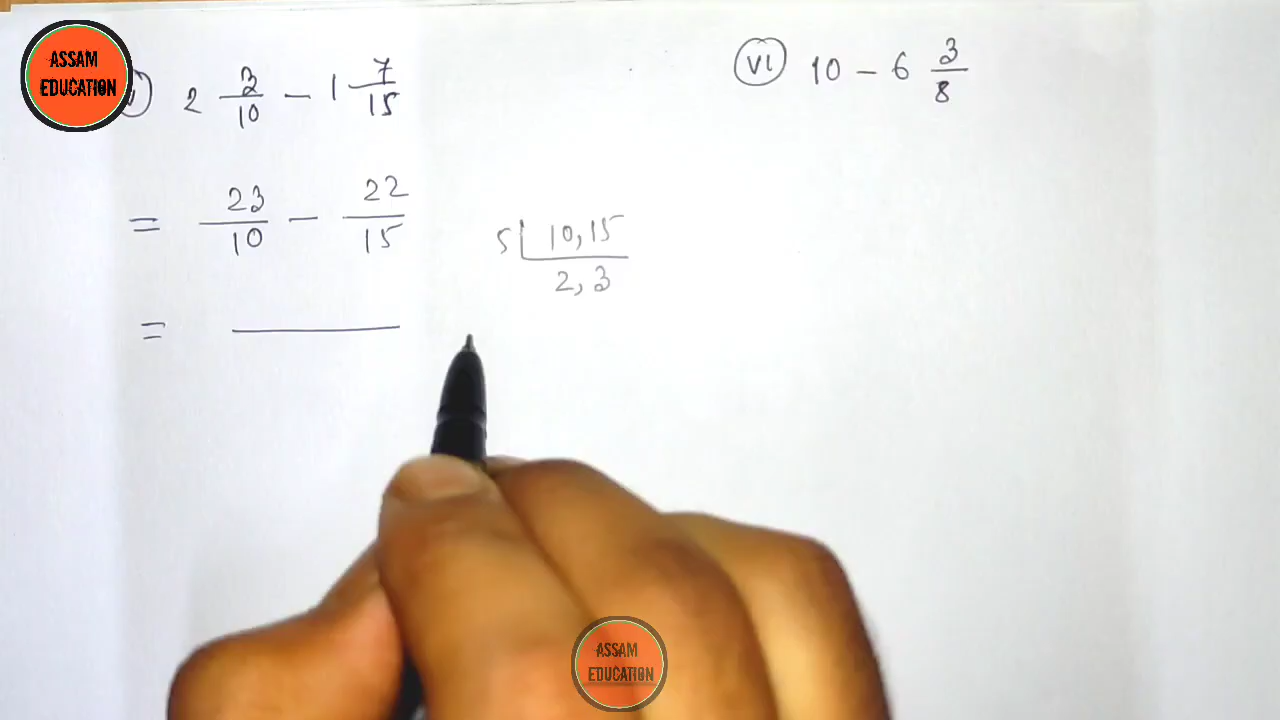 ASSAM
EDUCATION
2 3/10 - 1 7/15
= 23/10 - 22/15
5 | 10, 15
2, 3
=
VI 10 - 6 3/8
ASSAM
EDUCATION